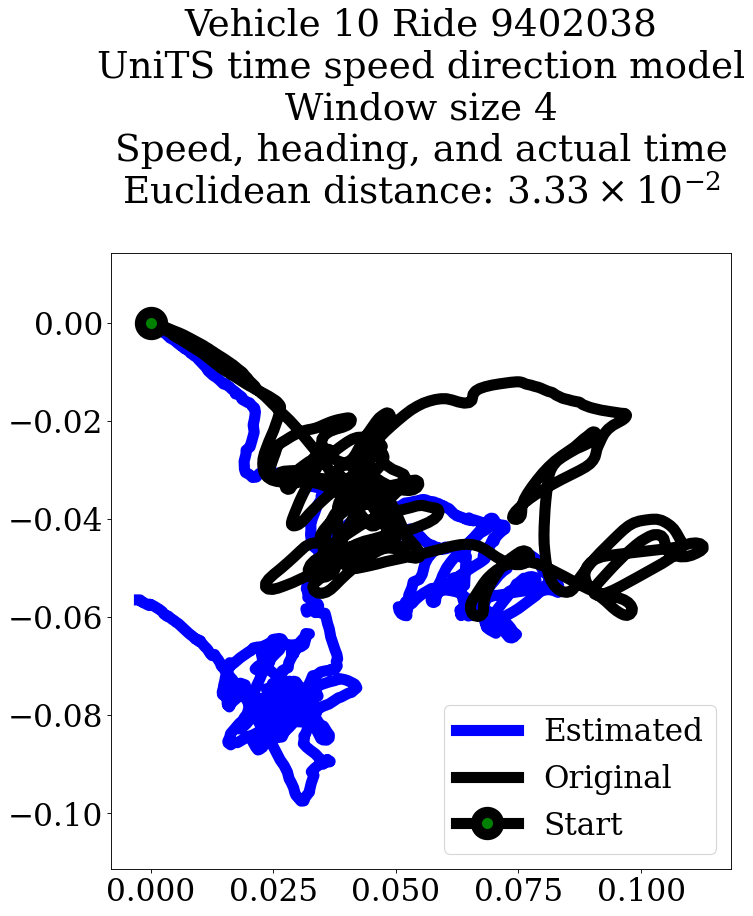 Vehicle 10 Ride 9402038
UniTS time speed direction model
Window size 4
Speed, heading, and actual time
Euclidean distance: 3.33 × 10⁻²
0.00
−0.02
−0.04
−0.06
−0.08
−0.10
Estimated
Original
Start
0.000 0.025 0.050 0.075 0.100